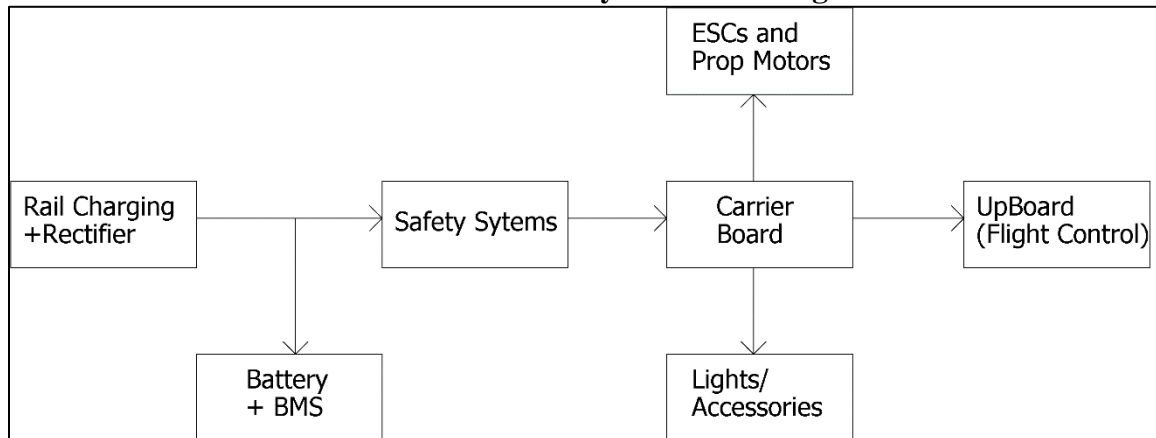 ESCs and
Prop Motors
Rail Charging
+Rectifier
Safety Sytems
Carrier
Board
UpBoard
(Flight Control)
Battery
+ BMS
Lights/
Accessories